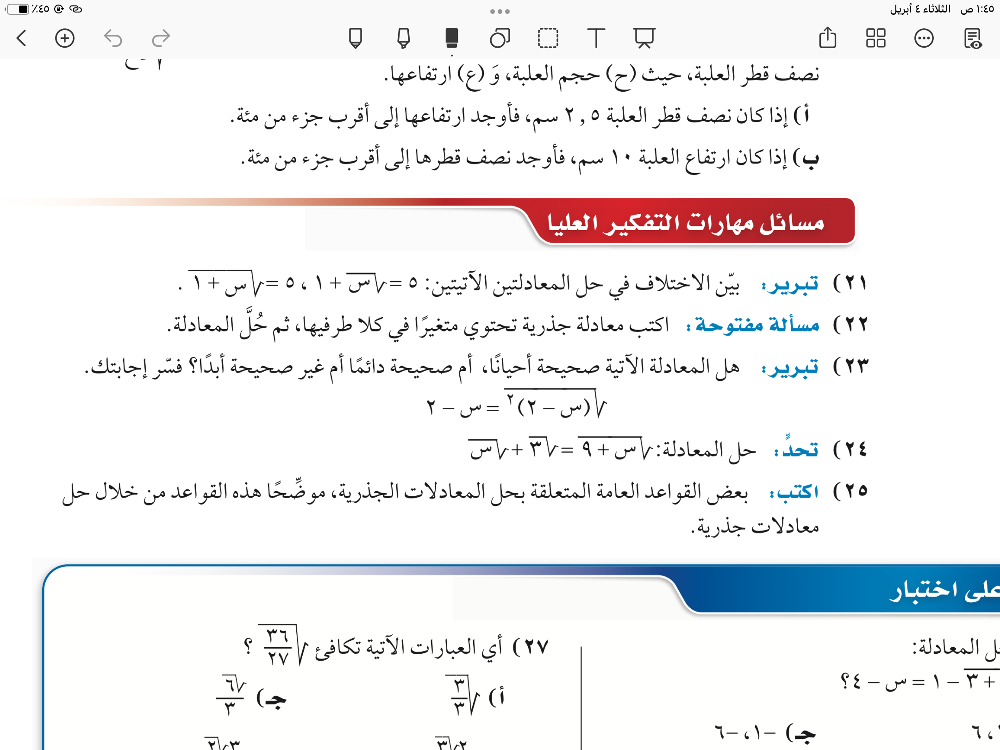 ١:٤٥ ص الثلاثاء ٤ أبريل
٪٤٥
نصف قطر العلبة، حيث (ح) حجم العلبة، وَ (ع) ارتفاعها.
أ) إذا كان نصف قطر العلبة ٢,٥ سم، فأوجد ارتفاعها إلى أقرب جزء من مئة.
ب) إذا كان ارتفاع العلبة ١٠ سم، فأوجد نصف قطرها إلى أقرب جزء من مئة.
مسائل مهارات التفكير العليا
٢١) تبرير: بيّن الاختلاف في حل المعادلتين الآتيتين: ٥ = √س + ١ ، ٥ = √(س + ١) .
٢٢) مسألة مفتوحة: اكتب معادلة جذرية تحتوي متغيرًا في كلا طرفيها، ثم حُلَّ المعادلة.
٢٣) تبرير: هل المعادلة الآتية صحيحة أحيانًا، أم صحيحة دائمًا أم غير صحيحة أبدًا؟ فسّر إجابتك.
√(س – ٢)² = س – ٢
٢٤) تحدٍّ: حل المعادلة: √(س + ٩) = √٣ + √س
٢٥) اكتب: بعض القواعد العامة المتعلقة بحل المعادلات الجذرية، موضِّحًا هذه القواعد من خلال حل
معادلات جذرية.
على اختبار
حل المعادلة:
+ ٣ – ١ = س – ٤؟
جـ) –١، –٦
، ٦
٢٧) أي العبارات الآتية تكافئ √(٣٦/٢٧) ؟
أ) √(٣/٣)
جـ) √٦/٣
٢√٣
٣√٢